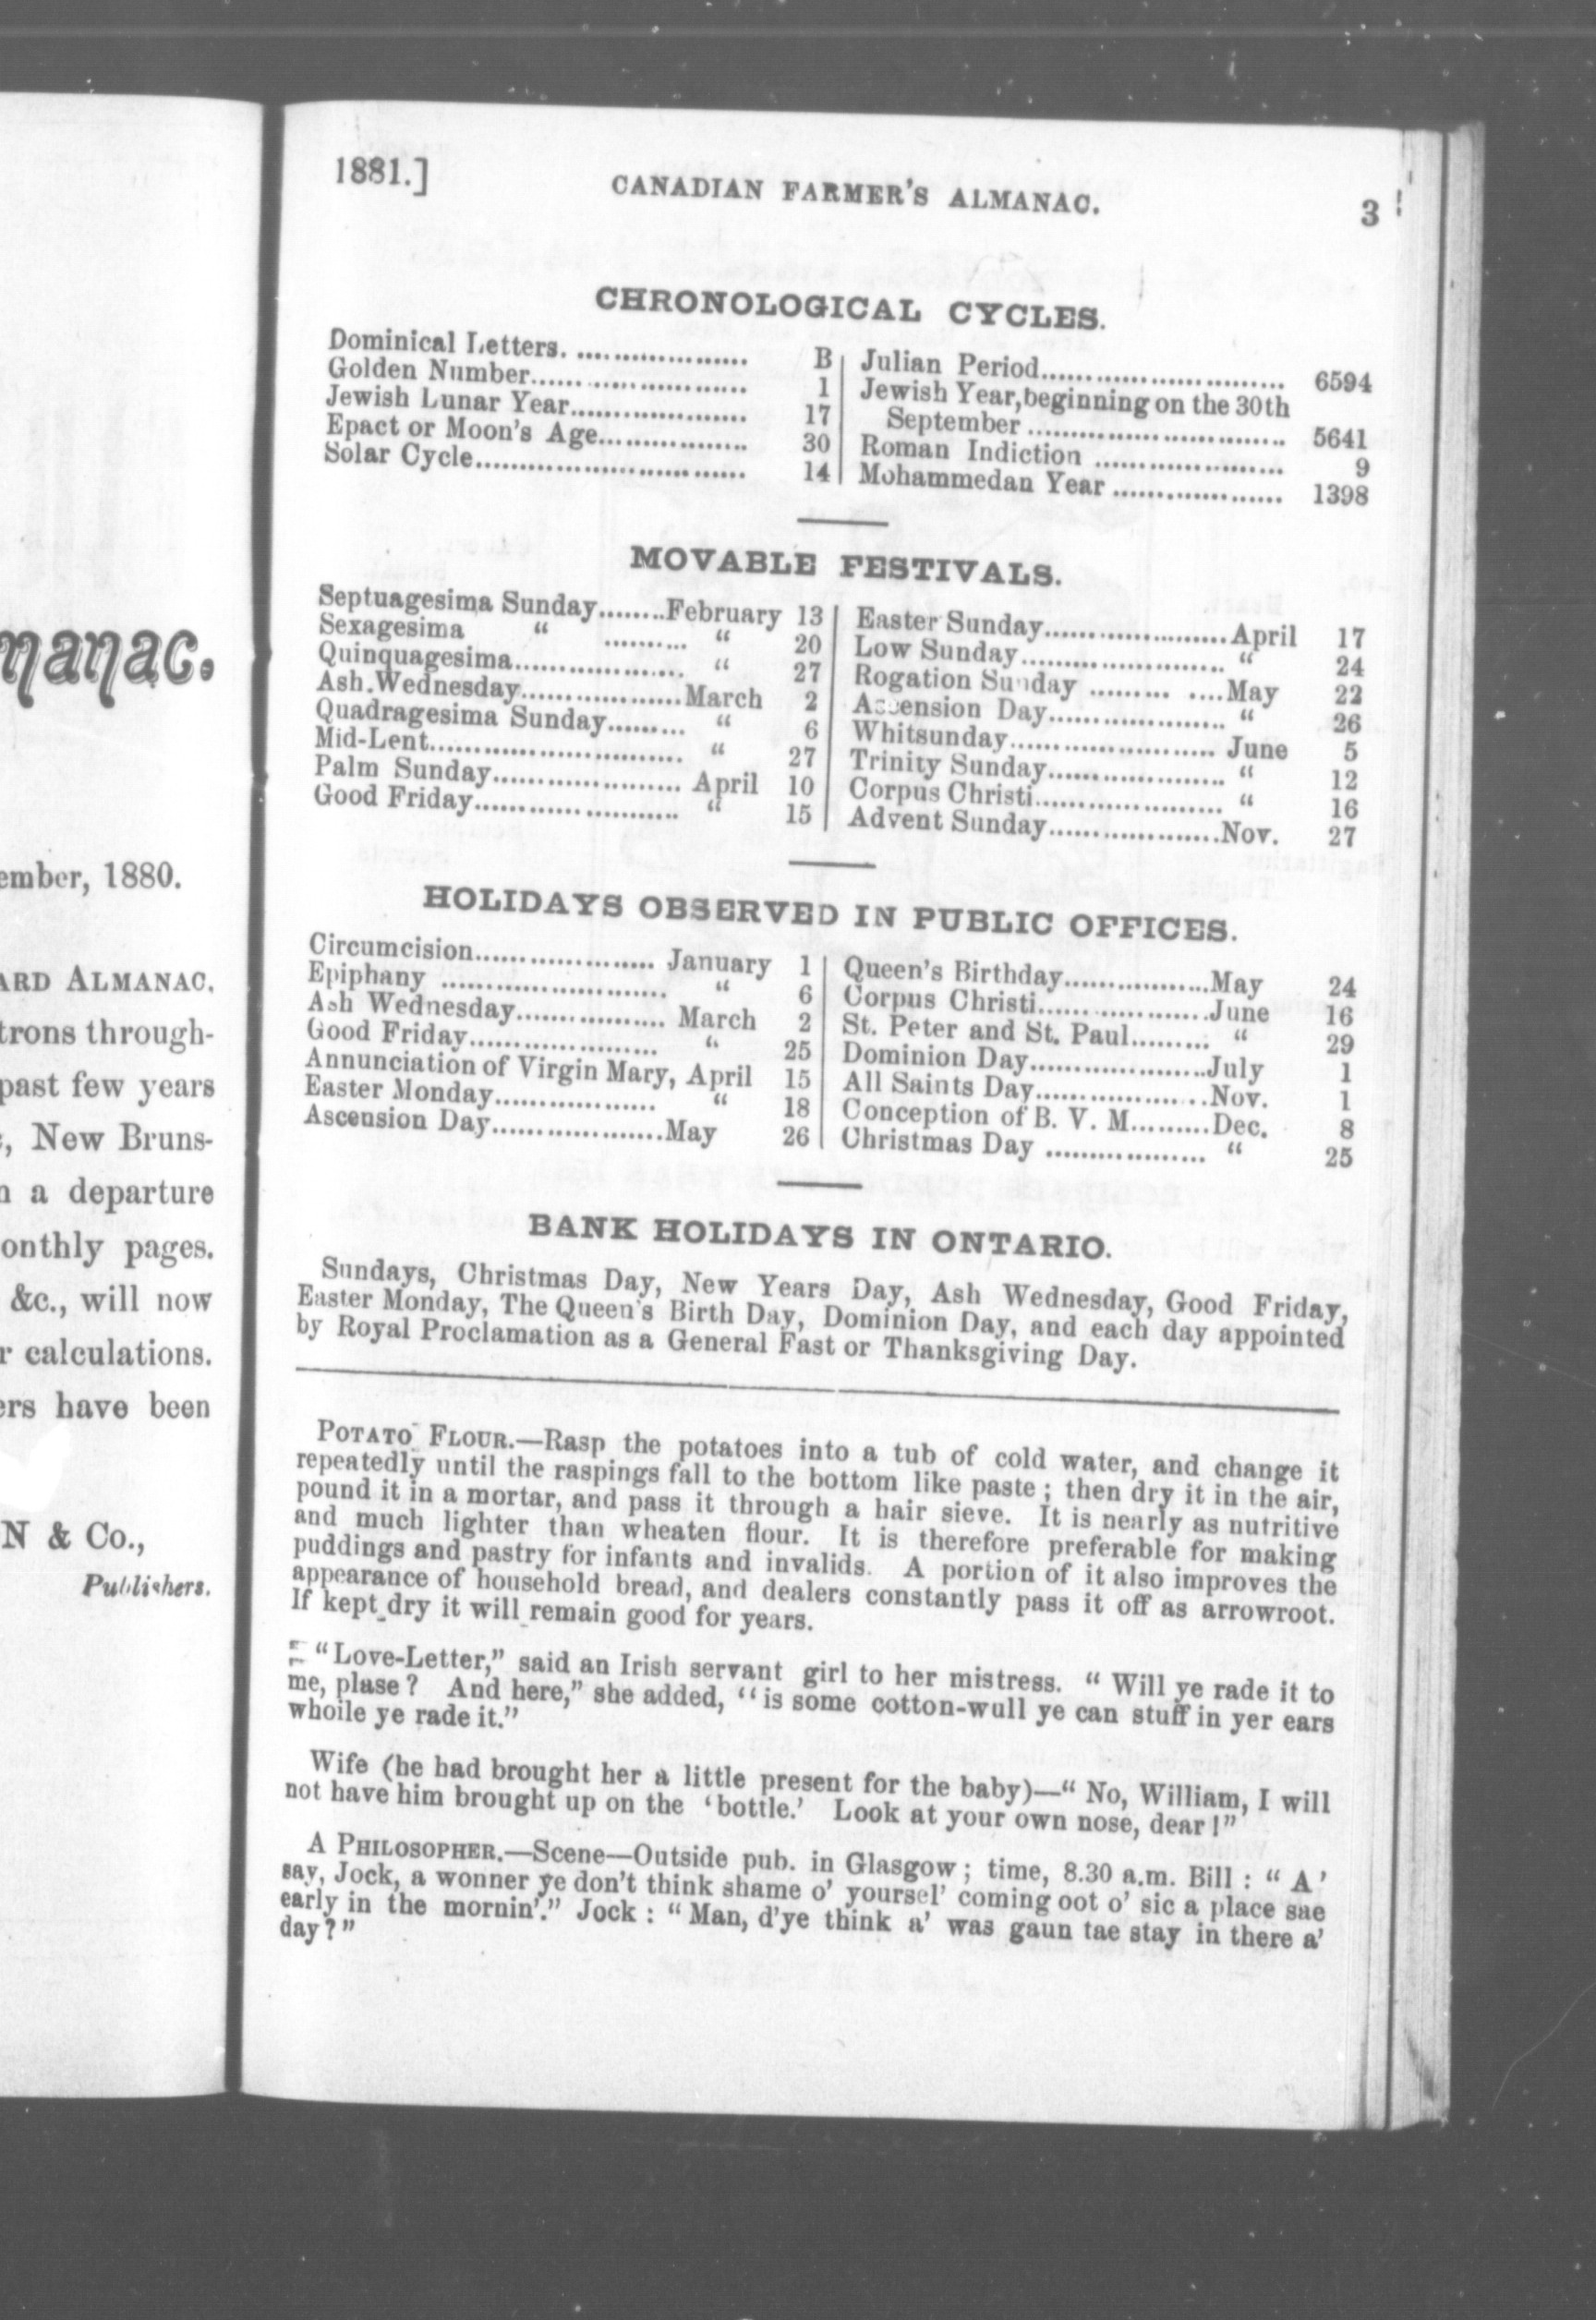 manac.
ember, 1880.
ARD ALMANAC,
trons through-
past few years
, New Bruns-
n a departure
onthly pages.
&c., will now
r calculations.
ers have been
N & Co.,
Publishers.
1881.] CANADIAN FARMER'S ALMANAC. 3
CHRONOLOGICAL CYCLES.
Dominical Letters. .................... B
Golden Number........................ 1
Jewish Lunar Year.................... 17
Epact or Moon's Age................. 30
Solar Cycle.............................. 14
Julian Period........................... 6594
Jewish Year, beginning on the 30th
September ............................ 5641
Roman Indiction ..................... 9
Mohammedan Year ................... 1398
MOVABLE FESTIVALS.
Septuagesima Sunday........February 13
Sexagesima " ......... " 20
Quinquagesima................... " 27
Ash Wednesday.................March 2
Quadragesima Sunday......... " 6
Mid-Lent............................ " 27
Palm Sunday.................... April 10
Good Friday...................... " 15
Easter Sunday.....................April 17
Low Sunday....................... " 24
Rogation Sunday ......... ....May 22
Ascension Day.................... " 26
Whitsunday....................... June 5
Trinity Sunday.................... " 12
Corpus Christi..................... " 16
Advent Sunday...................Nov. 27
HOLIDAYS OBSERVED IN PUBLIC OFFICES.
Circumcision.................... January 1
Epiphany ......................... " 6
Ash Wednesday................ March 2
Good Friday..................... " 25
Annunciation of Virgin Mary, April 15
Easter Monday.................. " 18
Ascension Day...................May 26
Queen's Birthday................May 24
Corpus Christi...................June 16
St. Peter and St. Paul......... " 29
Dominion Day....................July 1
All Saints Day....................Nov. 1
Conception of B. V. M.........Dec. 8
Christmas Day .................. " 25
BANK HOLIDAYS IN ONTARIO.
Sundays, Christmas Day, New Years Day, Ash Wednesday, Good Friday,
Easter Monday, The Queen's Birth Day, Dominion Day, and each day appointed
by Royal Proclamation as a General Fast or Thanksgiving Day.
POTATO FLOUR.—Rasp the potatoes into a tub of cold water, and change it
repeatedly until the raspings fall to the bottom like paste ; then dry it in the air,
pound it in a mortar, and pass it through a hair sieve. It is nearly as nutritive
and much lighter than wheaten flour. It is therefore preferable for making
puddings and pastry for infants and invalids. A portion of it also improves the
appearance of household bread, and dealers constantly pass it off as arrowroot.
If kept dry it will remain good for years.
"Love-Letter," said an Irish servant girl to her mistress. "Will ye rade it to
me, plase? And here," she added, "is some cotton-wull ye can stuff in yer ears
whoile ye rade it."
Wife (he had brought her a little present for the baby)—"No, William, I will
not have him brought up on the 'bottle.' Look at your own nose, dear!"
A PHILOSOPHER.—Scene—Outside pub. in Glasgow ; time, 8.30 a.m. Bill : "A'
say, Jock, a wonner ye don't think shame o' yoursel' coming oot o' sic a place sae
early in the mornin'." Jock : "Man, d'ye think a' was gaun tae stay in there a'
day?"